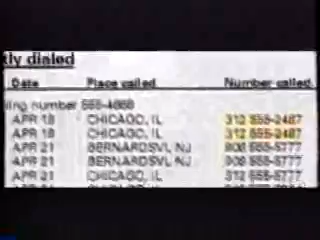 tly dialed
Date Place called Number called
ling number 555-4868
APR 18 CHICAGO, IL 312 555-2487
APR 18 CHICAGO, IL 312 555-2487
APR 21 BERNARDSVL NJ 908 555-5777
APR 21 BERNARDSVL NJ 908 555-5777
APR 21 CHICAGO, IL 312 555-5777